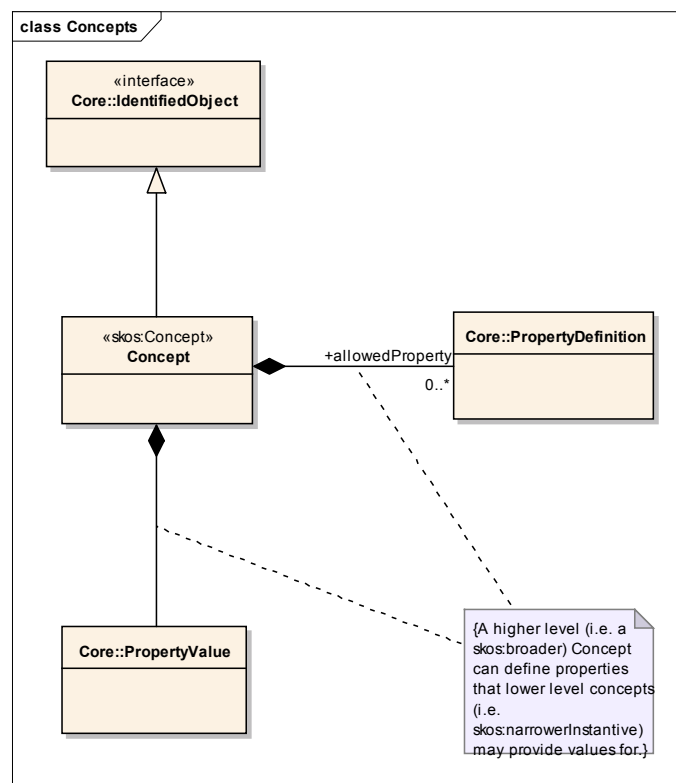 class Concepts
«interface»
Core::IdentifiedObject
«skos:Concept»
Concept
+allowedProperty
0..*
Core::PropertyDefinition
Core::PropertyValue
{A higher level (i.e. a
skos:broader) Concept
can define properties
that lower level concepts
(i.e.
skos:narrowerInstantive)
may provide values for.}